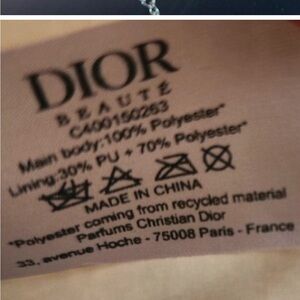 DIOR
BEAUTÉ
C400150263
Main body:100% Polyester*
Lining:30% PU + 70% Polyester*
MADE IN CHINA
*Polyester coming from recycled material
Parfums Christian Dior
33, avenue Hoche - 75008 Paris - France